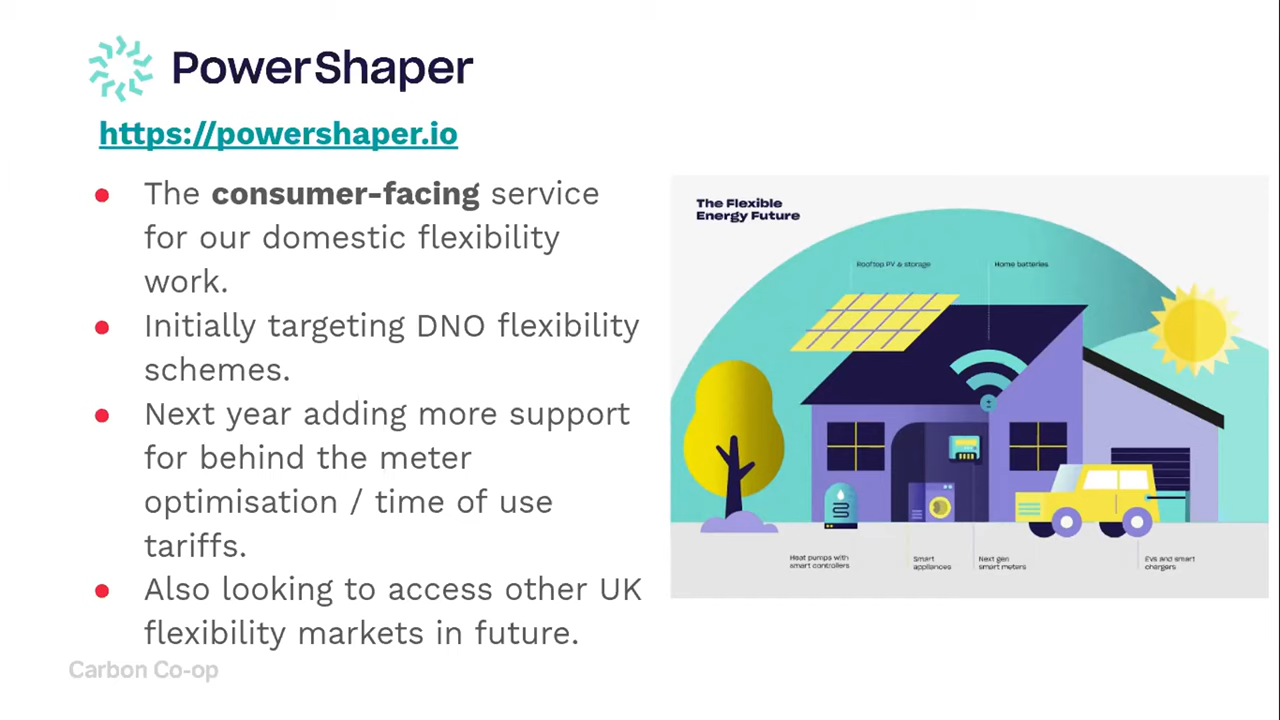 PowerShaper
https://powershaper.io
● The consumer-facing service
for our domestic flexibility
work.
● Initially targeting DNO flexibility
schemes.
● Next year adding more support
for behind the meter
optimisation / time of use
tariffs.
● Also looking to access other UK
flexibility markets in future.
Carbon Co-op
The Flexible
Energy Future
Rooftop PV & storage
Home batteries
Heat pumps with
smart controllers
Smart
appliances
Next gen
smart meters
EVs and smart
chargers